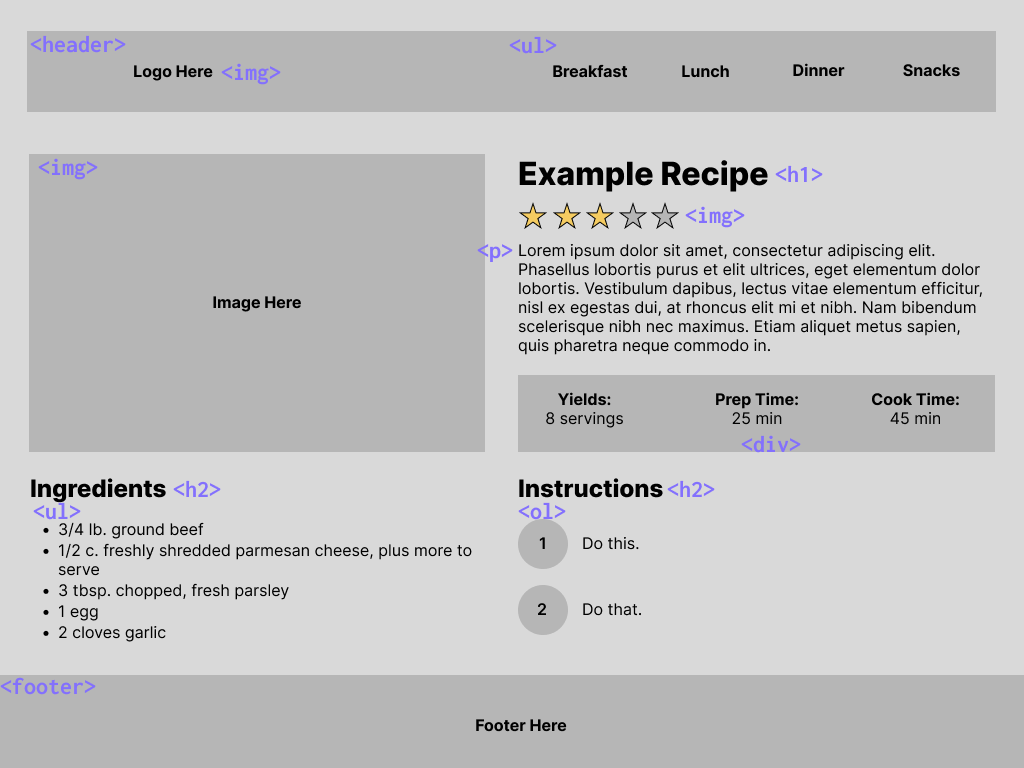 <header>
<ul>
Logo Here <img>
Breakfast Lunch Dinner Snacks
<img>
Image Here
Example Recipe <h1>
<img>
<p>
Lorem ipsum dolor sit amet, consectetur adipiscing elit.
Phasellus lobortis purus et elit ultrices, eget elementum dolor
lobortis. Vestibulum dapibus, lectus vitae elementum efficitur,
nisl ex egestas dui, at rhoncus elit mi et nibh. Nam bibendum
scelerisque nibh nec maximus. Etiam aliquet metus sapien,
quis pharetra neque commodo in.
Yields: Prep Time: Cook Time:
8 servings 25 min 45 min
<div>
Ingredients <h2>
<ul>
• 3/4 lb. ground beef
• 1/2 c. freshly shredded parmesan cheese, plus more to
serve
• 3 tbsp. chopped, fresh parsley
• 1 egg
• 2 cloves garlic
Instructions <h2>
<ol>
1 Do this.
2 Do that.
<footer>
Footer Here